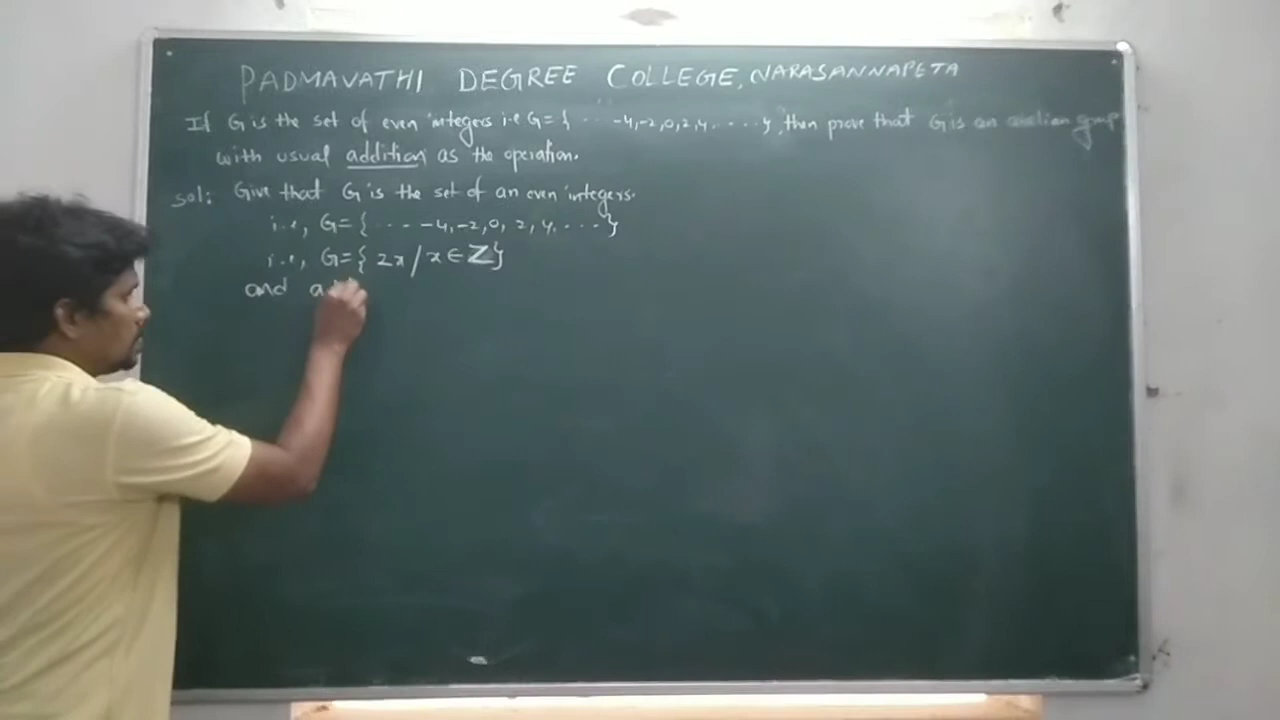 PADMAVATHI DEGREE COLLEGE, NARASANNAPETA
If G is the set of even integers i.e G={ ... -4,-2,0,2,4,.....}, then prove that G is an abelian group
with usual addition as the operation.
Sol: Give that G is the set of an even integers.
i.e, G={ ... -4,-2,0, 2, 4, ... }
i.e, G={ 2x / x ∈ Z}
and